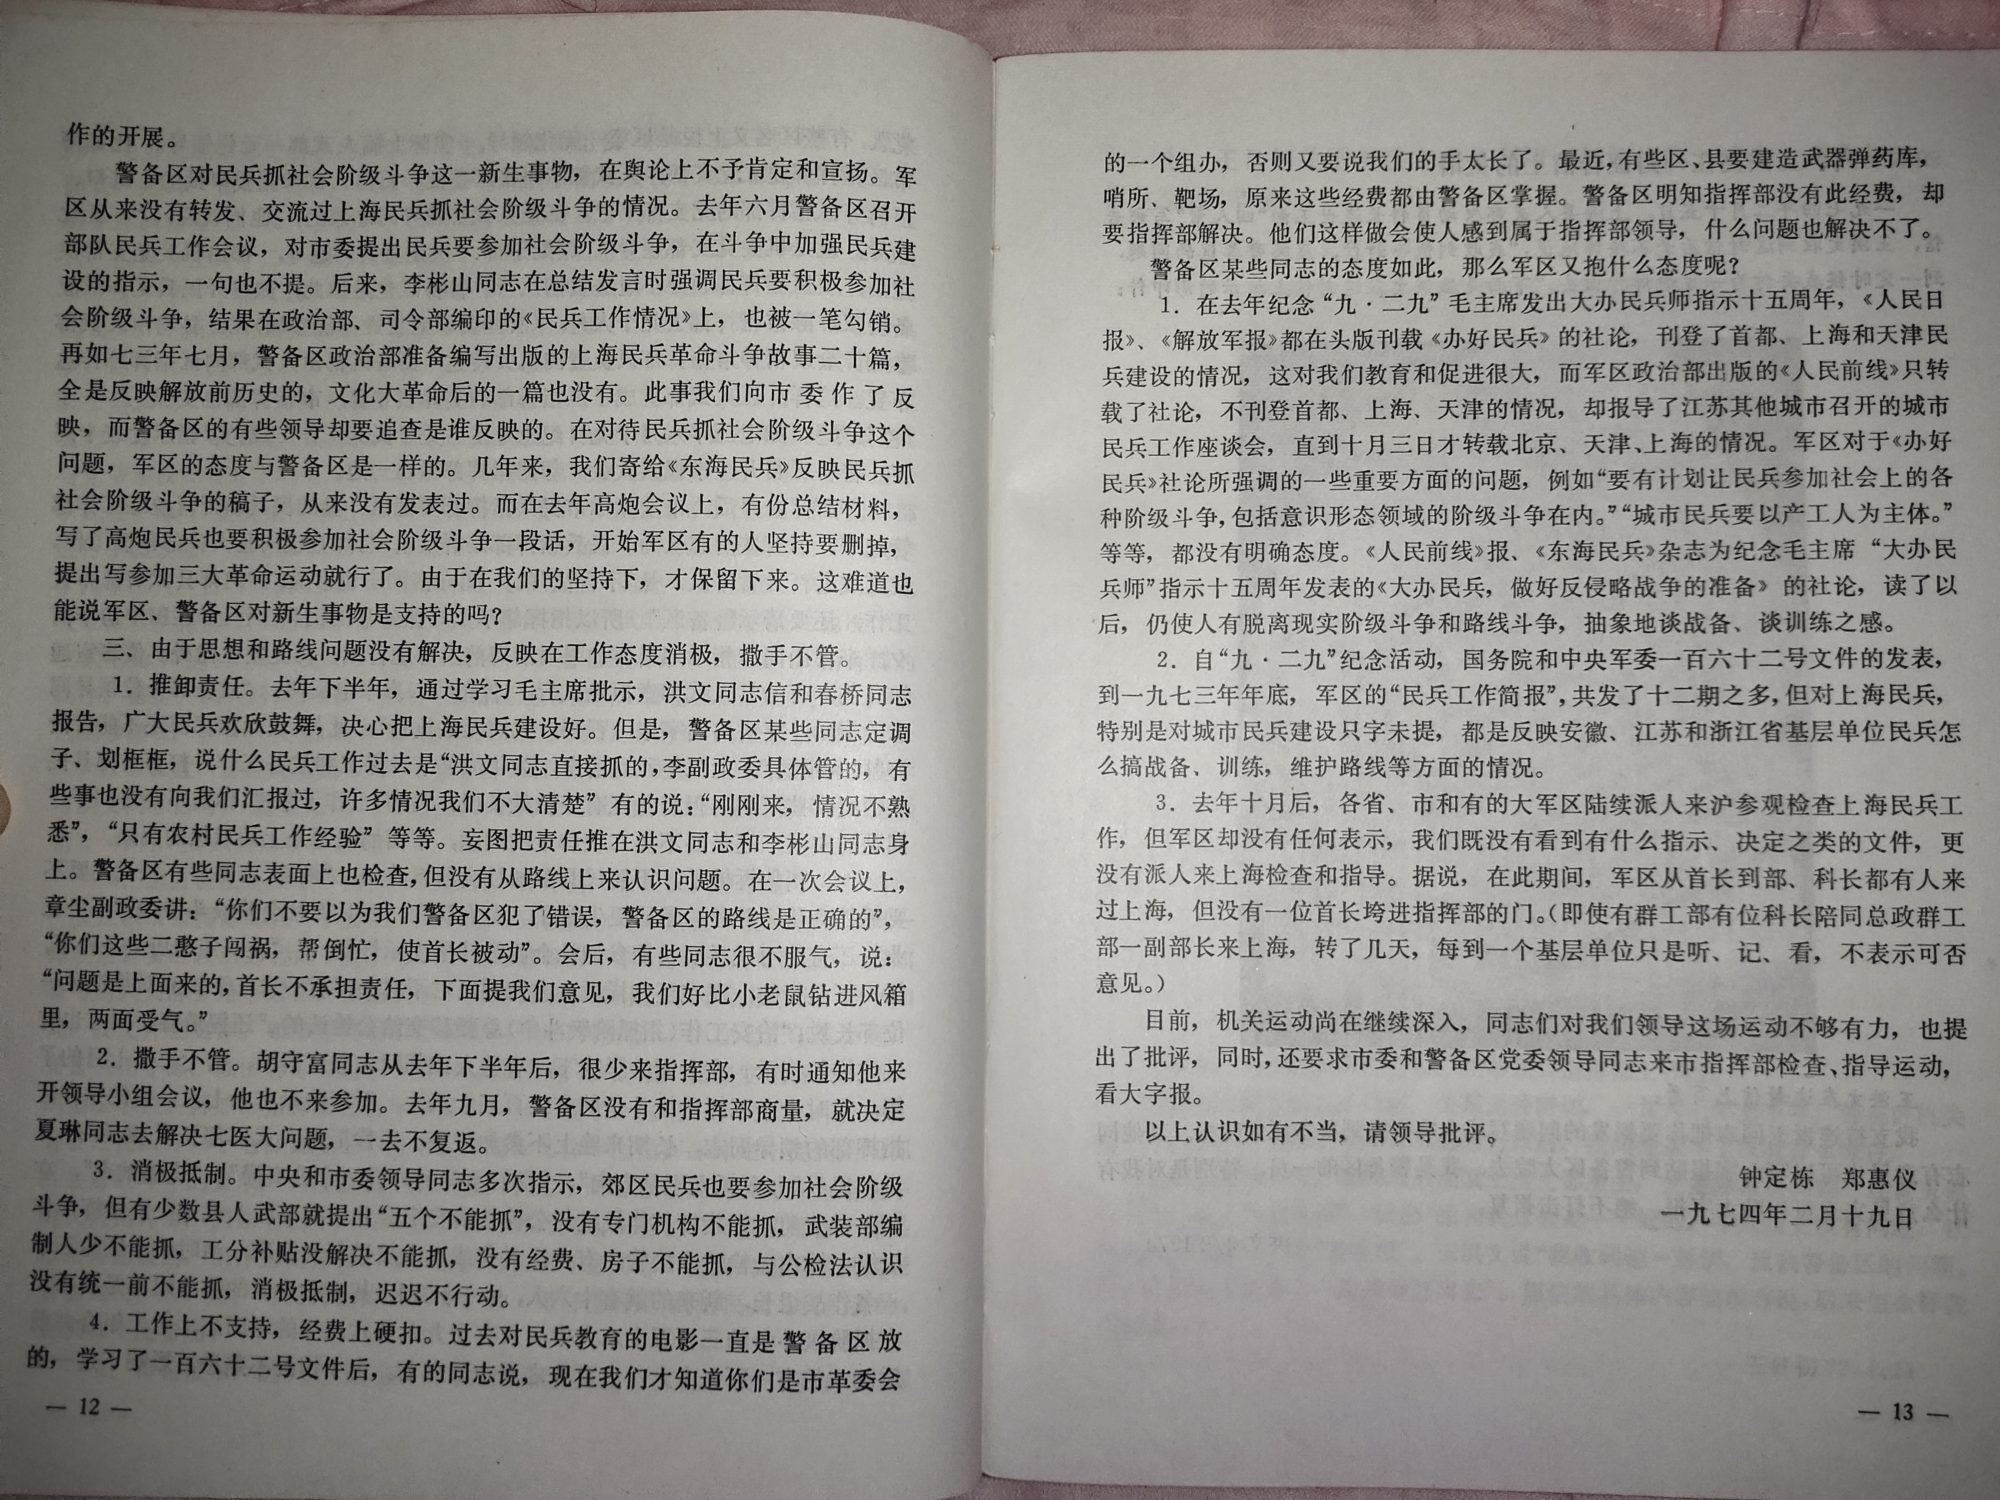 作的开展。
警备区对民兵抓社会阶级斗争这一新生事物，在舆论上不予肯定和宣扬。军
区从来没有转发、交流过上海民兵抓社会阶级斗争的情况。去年六月警备区召开
部队民兵工作会议，对市委提出民兵要参加社会阶级斗争，在斗争中加强民兵建
设的指示，一句也不提。后来，李彬山同志在总结发言时强调民兵要积极参加社
会阶级斗争，结果在政治部、司令部编印的《民兵工作情况》上，也被一笔勾销。
再如七三年七月，警备区政治部准备编写出版的上海民兵革命斗争故事二十篇，
全是反映解放前历史的，文化大革命后的一篇也没有。此事我们向市委作了反
映，而警备区的有些领导却要追查是谁反映的。在对待民兵抓社会阶级斗争这个
问题，军区的态度与警备区是一样的。几年来，我们寄给《东海民兵》反映民兵抓
社会阶级斗争的稿子，从来没有发表过。而在去年高炮会议上，有份总结材料，
写了高炮民兵也要积极参加社会阶级斗争一段话，开始军区有的人坚持要删掉，
提出写参加三大革命运动就行了。由于在我们的坚持下，才保留下来。这难道也
能说军区、警备区对新生事物是支持的吗？
三、由于思想和路线问题没有解决，反映在工作态度消极，撒手不管。
1．推卸责任。去年下半年，通过学习毛主席批示，洪文同志信和春桥同志
报告，广大民兵欢欣鼓舞，决心把上海民兵建设好。但是，警备区某些同志定调
子、划框框，说什么民兵工作过去是“洪文同志直接抓的，李副政委具体管的，有
些事也没有向我们汇报过，许多情况我们不大清楚” 有的说：“刚刚来，情况不熟
悉”，“只有农村民兵工作经验” 等等。妄图把责任推在洪文同志和李彬山同志身
上。警备区有些同志表面上也检查，但没有从路线上来认识问题。在一次会议上，
章尘副政委讲：“你们不要以为我们警备区犯了错误，警备区的路线是正确的”，
“你们这些二憨子闯祸，帮倒忙，使首长被动”。会后，有些同志很不服气，说：
“问题是上面来的，首长不承担责任，下面提我们意见，我们好比小老鼠钻进风箱
里，两面受气。”
2．撒手不管。胡守富同志从去年下半年后，很少来指挥部，有时通知他来
开领导小组会议，他也不来参加。去年九月，警备区没有和指挥部商量，就决定
夏琳同志去解决七医大问题，一去不复返。
3．消极抵制。中央和市委领导同志多次指示，郊区民兵也要参加社会阶级
斗争，但有少数县人武部就提出“五个不能抓”，没有专门机构不能抓，武装部编
制人少不能抓，工分补贴没解决不能抓，没有经费、房子不能抓，与公检法认识
没有统一前不能抓，消极抵制，迟迟不行动。
4．工作上不支持，经费上硬扣。过去对民兵教育的电影一直是警备区放
的，学习了一百六十二号文件后，有的同志说，现在我们才知道你们是市革委会
— 12 —
的一个组办，否则又要说我们的手太长了。最近，有些区、县要建造武器弹药库，
哨所、靶场，原来这些经费都由警备区掌握。警备区明知指挥部没有此经费，却
要指挥部解决。他们这样做会使人感到属于指挥部领导，什么问题也解决不了。
警备区某些同志的态度如此，那么军区又抱什么态度呢？
1．在去年纪念“九·二九”毛主席发出大办民兵师指示十五周年，《人民日
报》、《解放军报》都在头版刊载《办好民兵》的社论，刊登了首都、上海和天津民
兵建设的情况，这对我们教育和促进很大，而军区政治部出版的《人民前线》只转
载了社论，不刊登首都、上海、天津的情况，却报导了江苏其他城市召开的城市
民兵工作座谈会，直到十月三日才转载北京、天津、上海的情况。军区对于《办好
民兵》社论所强调的一些重要方面的问题，例如“要有计划让民兵参加社会上的各
种阶级斗争，包括意识形态领域的阶级斗争在内。”“城市民兵要以产工人为主体。”
等等，都没有明确态度。《人民前线》报、《东海民兵》杂志为纪念毛主席 “大办民
兵师”指示十五周年发表的《大办民兵，做好反侵略战争的准备》的社论，读了以
后，仍使人有脱离现实阶级斗争和路线斗争，抽象地谈战备、谈训练之感。
2．自“九·二九”纪念活动，国务院和中央军委一百六十二号文件的发表，
到一九七三年年底，军区的“民兵工作简报”，共发了十二期之多，但对上海民兵，
特别是对城市民兵建设只字未提，都是反映安徽、江苏和浙江省基层单位民兵怎
么搞战备、训练，维护路线等方面的情况。
3．去年十月后，各省、市和有的大军区陆续派人来沪参观检查上海民兵工
作，但军区却没有任何表示，我们既没有看到有什么指示、决定之类的文件，更
没有派人来上海检查和指导。据说，在此期间，军区从首长到部、科长都有人来
过上海，但没有一位首长垮进指挥部的门。（即使有群工部有位科长陪同总政群工
部一副部长来上海，转了几天，每到一个基层单位只是听、记、看，不表示可否
意见。）
目前，机关运动尚在继续深入，同志们对我们领导这场运动不够有力，也提
出了批评，同时，还要求市委和警备区党委领导同志来市指挥部检查、指导运动，
看大字报。
以上认识如有不当，请领导批评。
钟定栋　郑惠仪
一九七四年二月十九日
— 13 —